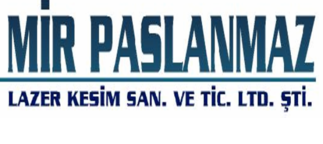 MİR PASLANMAZ
LAZER KESİM SAN. VE TİC. LTD. ŞTİ.